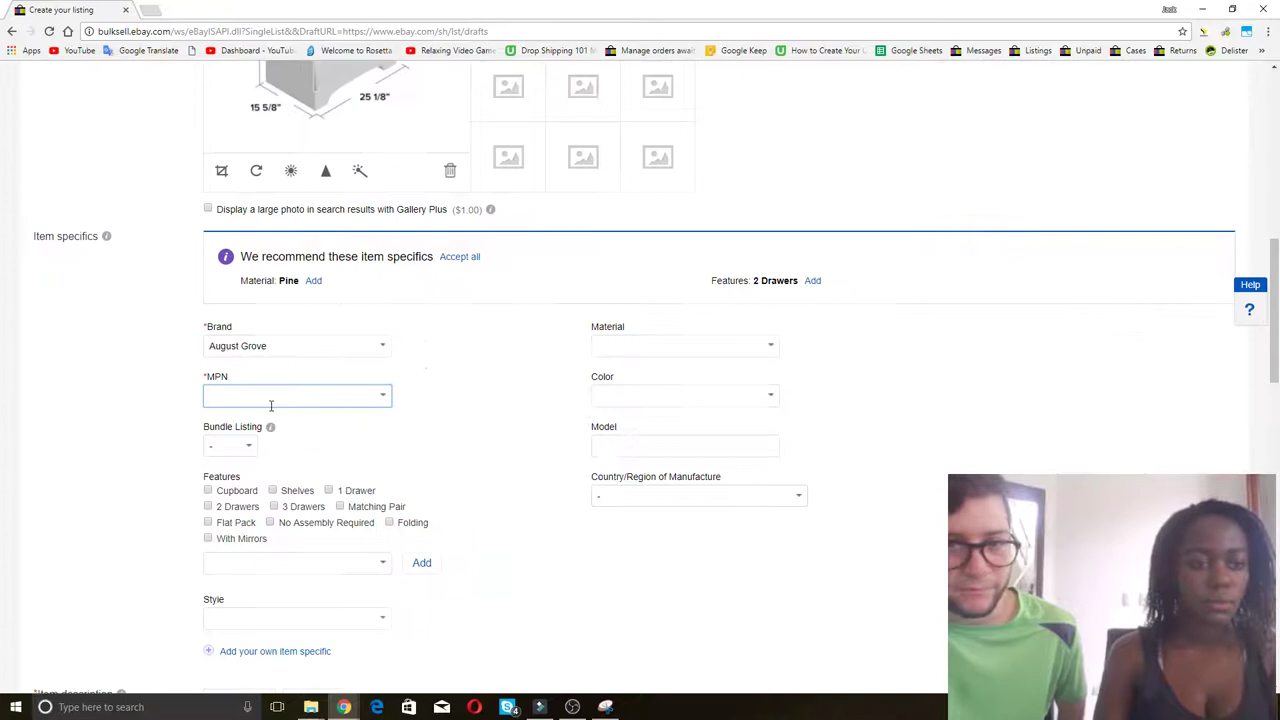 Create your listing
bulksell.ebay.com/ws/eBayISAPI.dll?SingleList&&DraftURL=https://www.ebay.com/sh/lst/drafts
Apps YouTube Google Translate Dashboard - YouTu Welcome to Rosetta Relaxing Video Gam Drop Shipping 101 M Manage orders await Google Keep How to Create Your Google Sheets Messages Listings Unpaid Cases Returns Delister
15 5/8" 25 1/8"
Display a large photo in search results with Gallery Plus ($1.00)
Item specifics
We recommend these item specifics Accept all
Material: Pine Add Features: 2 Drawers Add
Help
?
*Brand Material
August Grove
*MPN Color
Bundle Listing Model
-
Features Country/Region of Manufacture
Cupboard Shelves 1 Drawer -
2 Drawers 3 Drawers Matching Pair
Flat Pack No Assembly Required Folding
With Mirrors
Add
Style
Add your own item specific
*Item description
Type here to search
4